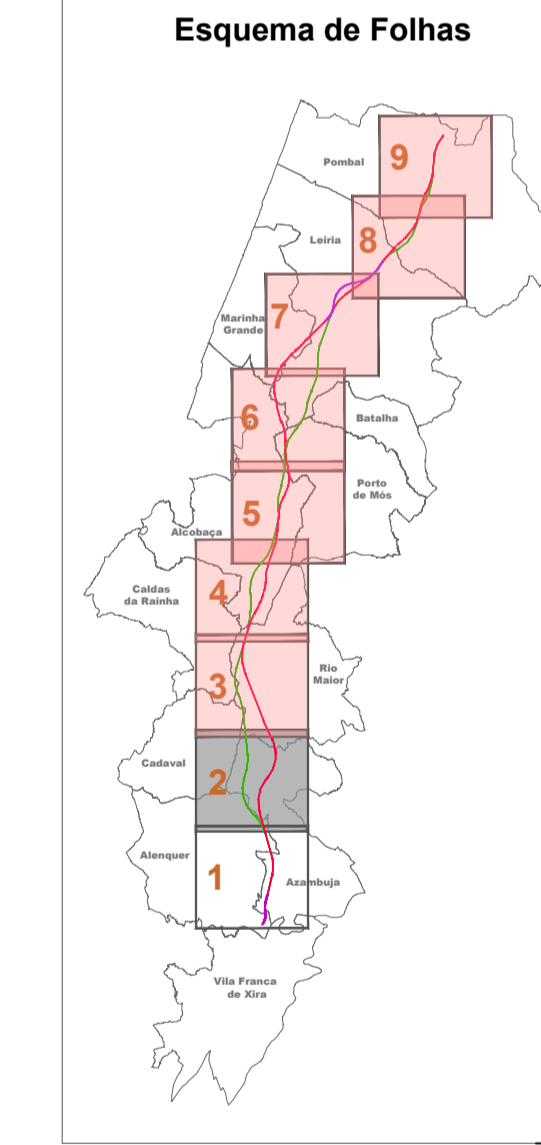 Esquema de Folhas
9
Pombal
8
Leiria
7
Marinha
Grande
6
Batalha
5
Porto
de Mós
Alcobaça
4
Caldas
da Rainha
3
Rio
Maior
Cadaval
2
Alenquer
1
Azambuja
Vila Franca
de Xira